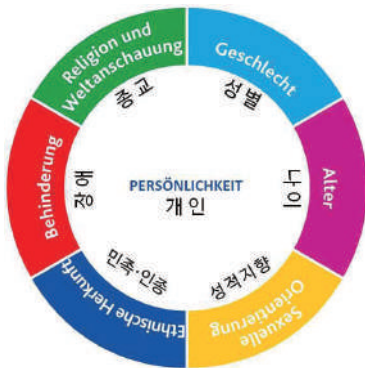 Religion und
Weltanschauung
종교
Geschlecht
성별
Alter
나이
Sexuelle
Orientierung
성적지향
Ethnische Herkunft
민족·인종
Behinderung
장애
PERSÖNLICHKEIT
개인